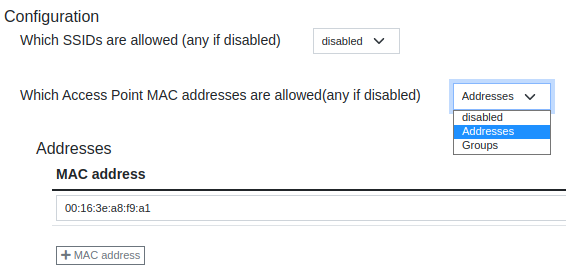 Configuration
Which SSIDs are allowed (any if disabled) disabled
Which Access Point MAC addresses are allowed(any if disabled) Addresses
disabled
Addresses
Groups
Addresses
MAC address
00:16:3e:a8:f9:a1
+ MAC address